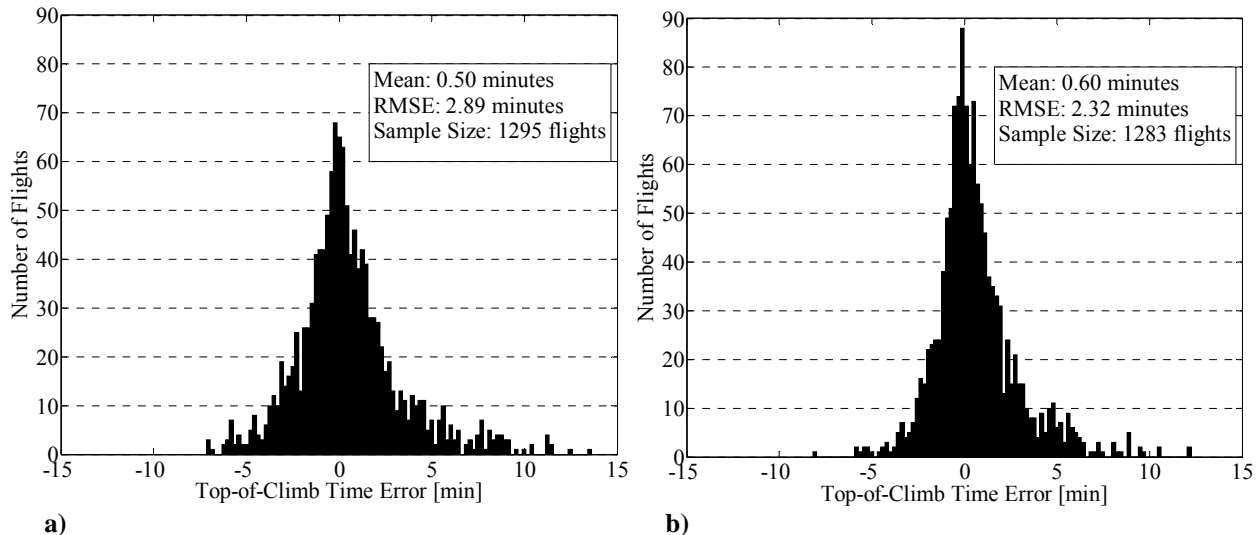 90
80
70
60
50
40
30
20
10
0
Number of Flights
Mean: 0.50 minutes
RMSE: 2.89 minutes
Sample Size: 1295 flights
-15 -10 -5 0 5 10 15
Top-of-Climb Time Error [min]
a)
90
80
70
60
50
40
30
20
10
0
Number of Flights
Mean: 0.60 minutes
RMSE: 2.32 minutes
Sample Size: 1283 flights
-15 -10 -5 0 5 10 15
Top-of-Climb Time Error [min]
b)